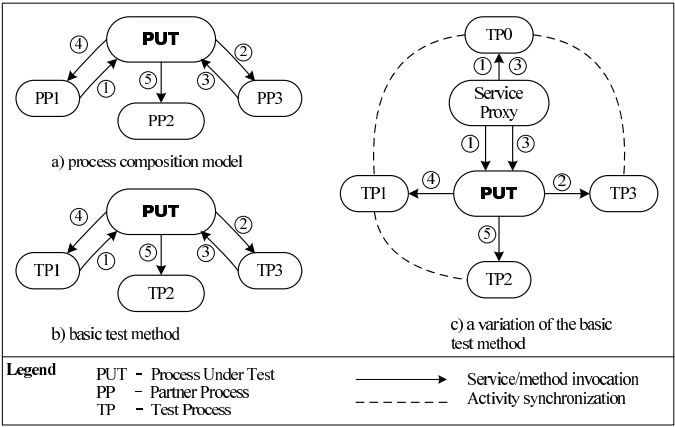 PUT
④ ②
① ⑤ ③
PP1 PP2 PP3
a) process composition model
PUT
④ ②
① ⑤ ③
TP1 TP2 TP3
b) basic test method
TP0
① ③
Service
Proxy
① ③
TP1 ④ PUT ② TP3
⑤
TP2
c) a variation of the basic
test method
Legend
PUT – Process Under Test
PP – Partner Process
TP – Test Process
Service/method invocation
Activity synchronization